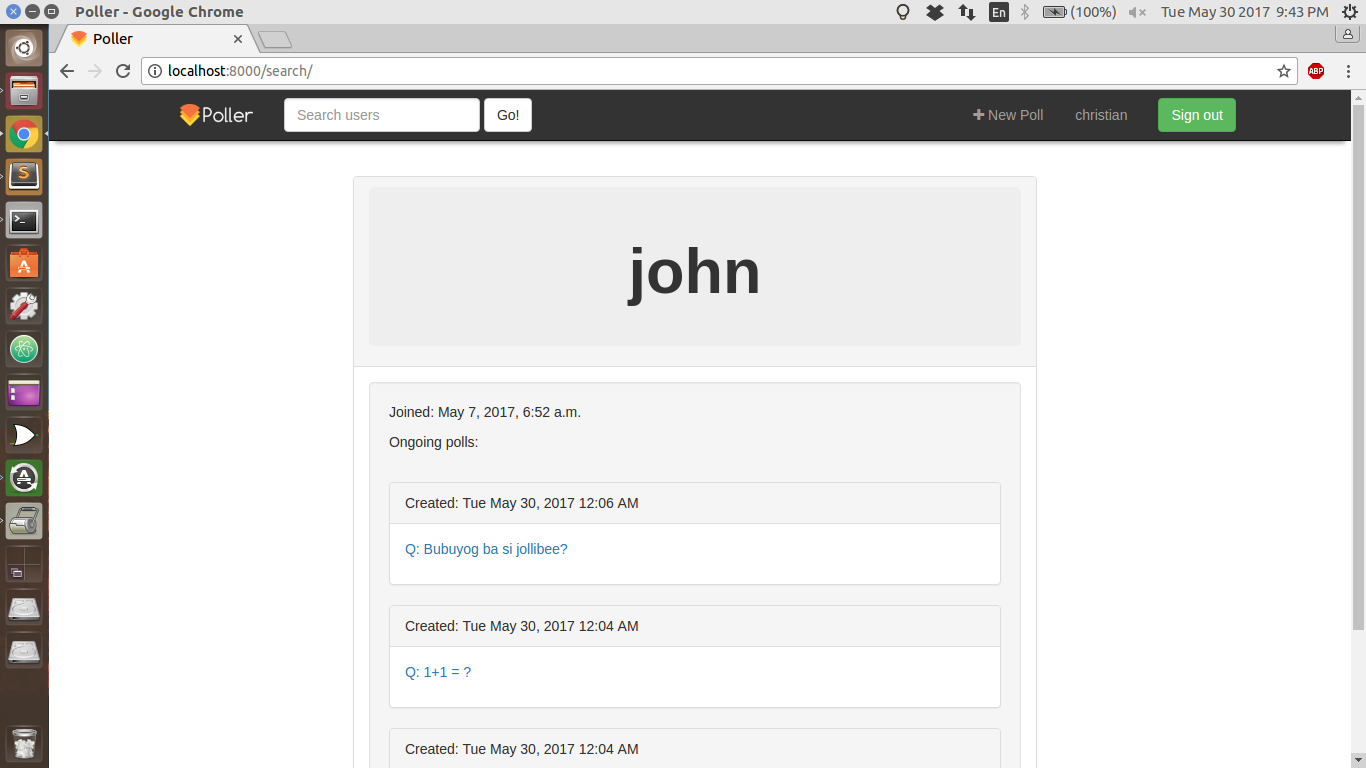 Poller - Google Chrome
En
(100%)
Tue May 30 2017 9:43 PM
Poller
localhost:8000/search/
ABP
Poller
Search users
Go!
New Poll
christian
Sign out
john
Joined: May 7, 2017, 6:52 a.m.
Ongoing polls:
Created: Tue May 30, 2017 12:06 AM
Q: Bubuyog ba si jollibee?
Created: Tue May 30, 2017 12:04 AM
Q: 1+1 = ?
Created: Tue May 30, 2017 12:04 AM